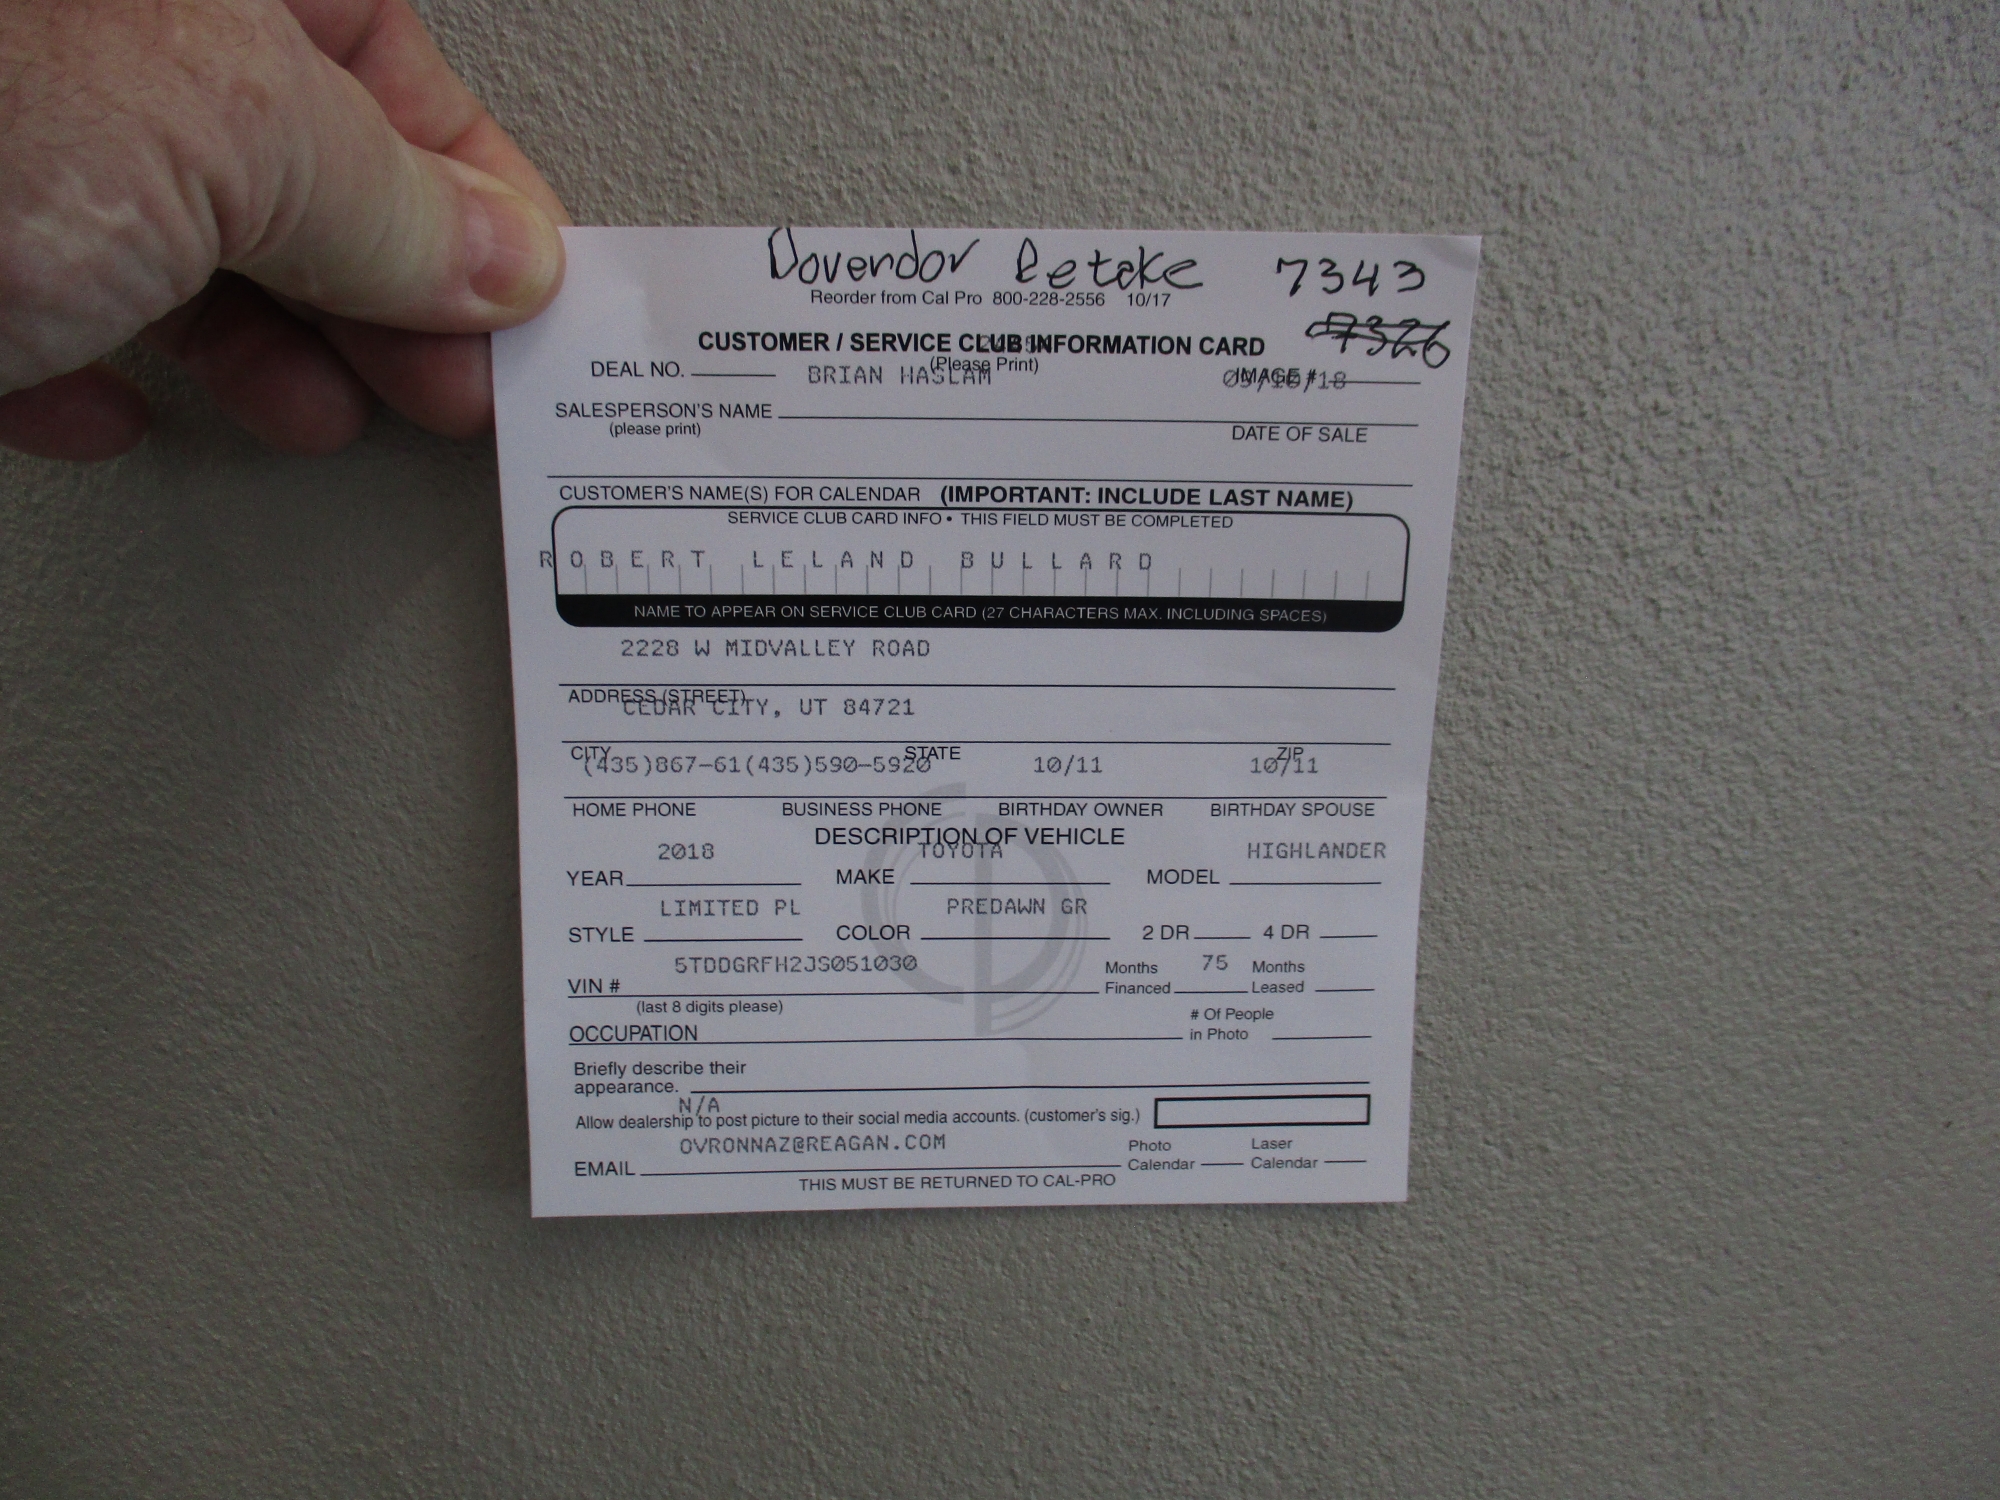 Dovendor Retake 7343
Reorder from Cal Pro 800-228-2556 10/17
7326
CUSTOMER / SERVICE CLUB INFORMATION CARD
(Please Print)
DEAL NO. BRIAN HASLAM IMAGE #
SALESPERSON'S NAME
(please print) DATE OF SALE
CUSTOMER'S NAME(S) FOR CALENDAR (IMPORTANT: INCLUDE LAST NAME)
SERVICE CLUB CARD INFO • THIS FIELD MUST BE COMPLETED
ROBERT LELAND BULLARD
NAME TO APPEAR ON SERVICE CLUB CARD (27 CHARACTERS MAX. INCLUDING SPACES)
2228 W MIDVALLEY ROAD
ADDRESS (STREET)
CEDAR CITY, UT 84721
CITY STATE ZIP
(435)867-61(435)590-5920 10/11 10/11
HOME PHONE BUSINESS PHONE BIRTHDAY OWNER BIRTHDAY SPOUSE
DESCRIPTION OF VEHICLE
2018 TOYOTA HIGHLANDER
YEAR MAKE MODEL
LIMITED PL PREDAWN GR
STYLE COLOR 2 DR 4 DR
5TDDGRFH2JS051030 Months 75 Months
VIN # Financed Leased
(last 8 digits please) # Of People
OCCUPATION in Photo
Briefly describe their
appearance.
N/A
Allow dealership to post picture to their social media accounts. (customer's sig.)
OVRONNAZ@REAGAN.COM Photo Laser
EMAIL Calendar Calendar
THIS MUST BE RETURNED TO CAL-PRO